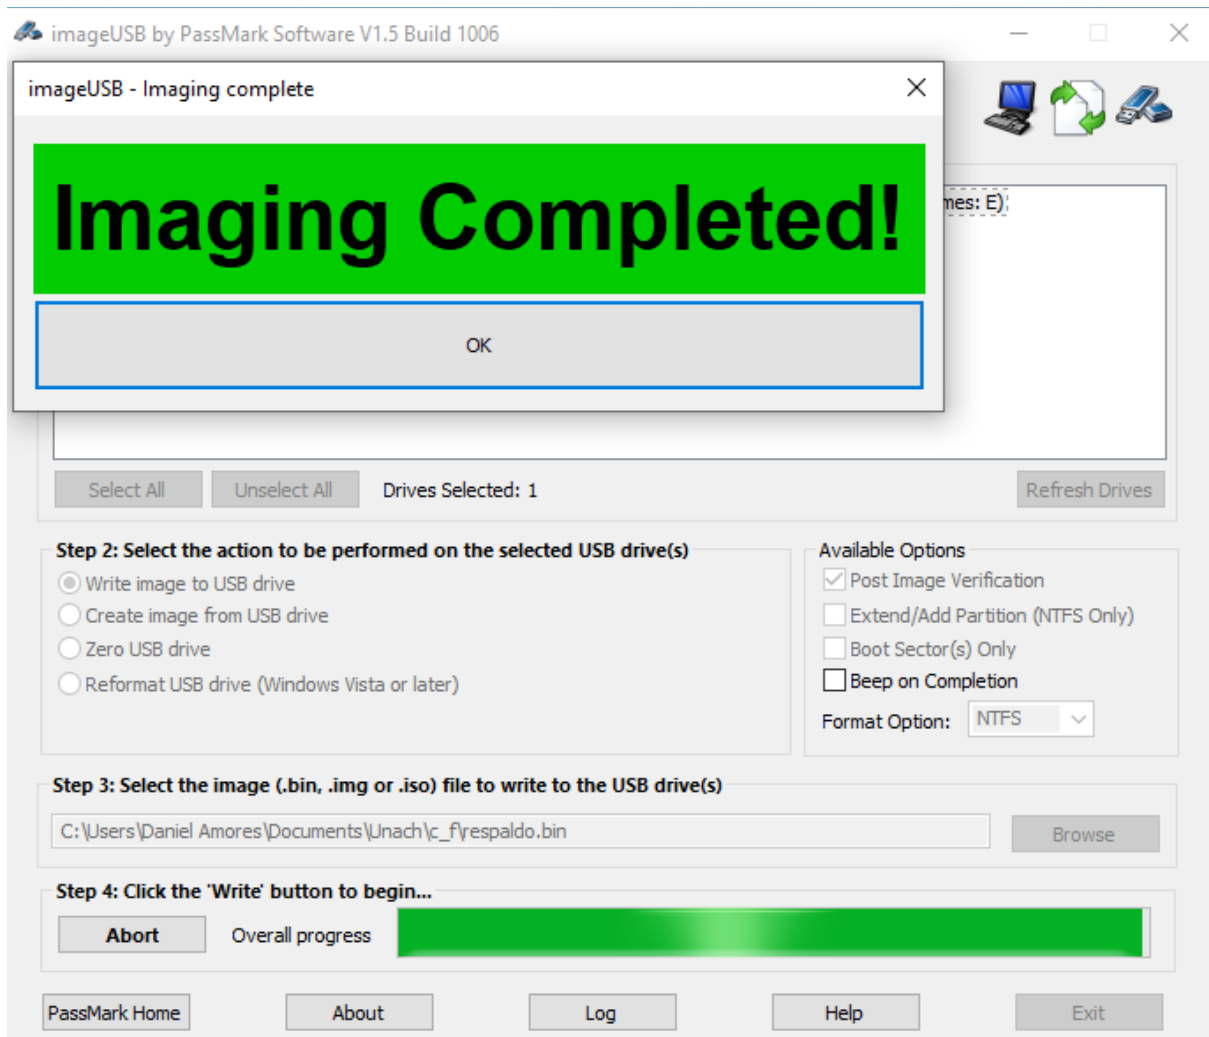 imageUSB by PassMark Software V1.5 Build 1006
imageUSB - Imaging complete
Imaging Completed!
OK
E)
Select All
Unselect All
Drives Selected: 1
Refresh Drives
Step 2: Select the action to be performed on the selected USB drive(s)
Write image to USB drive
Create image from USB drive
Zero USB drive
Reformat USB drive (Windows Vista or later)
Available Options
Post Image Verification
Extend/Add Partition (NTFS Only)
Boot Sector(s) Only
Beep on Completion
Format Option: NTFS
Step 3: Select the image (.bin, .img or .iso) file to write to the USB drive(s)
C:\Users\Daniel Amores\Documents\Unach\c_f\respaldo.bin
Browse
Step 4: Click the 'Write' button to begin...
Abort
Overall progress
PassMark Home
About
Log
Help
Exit